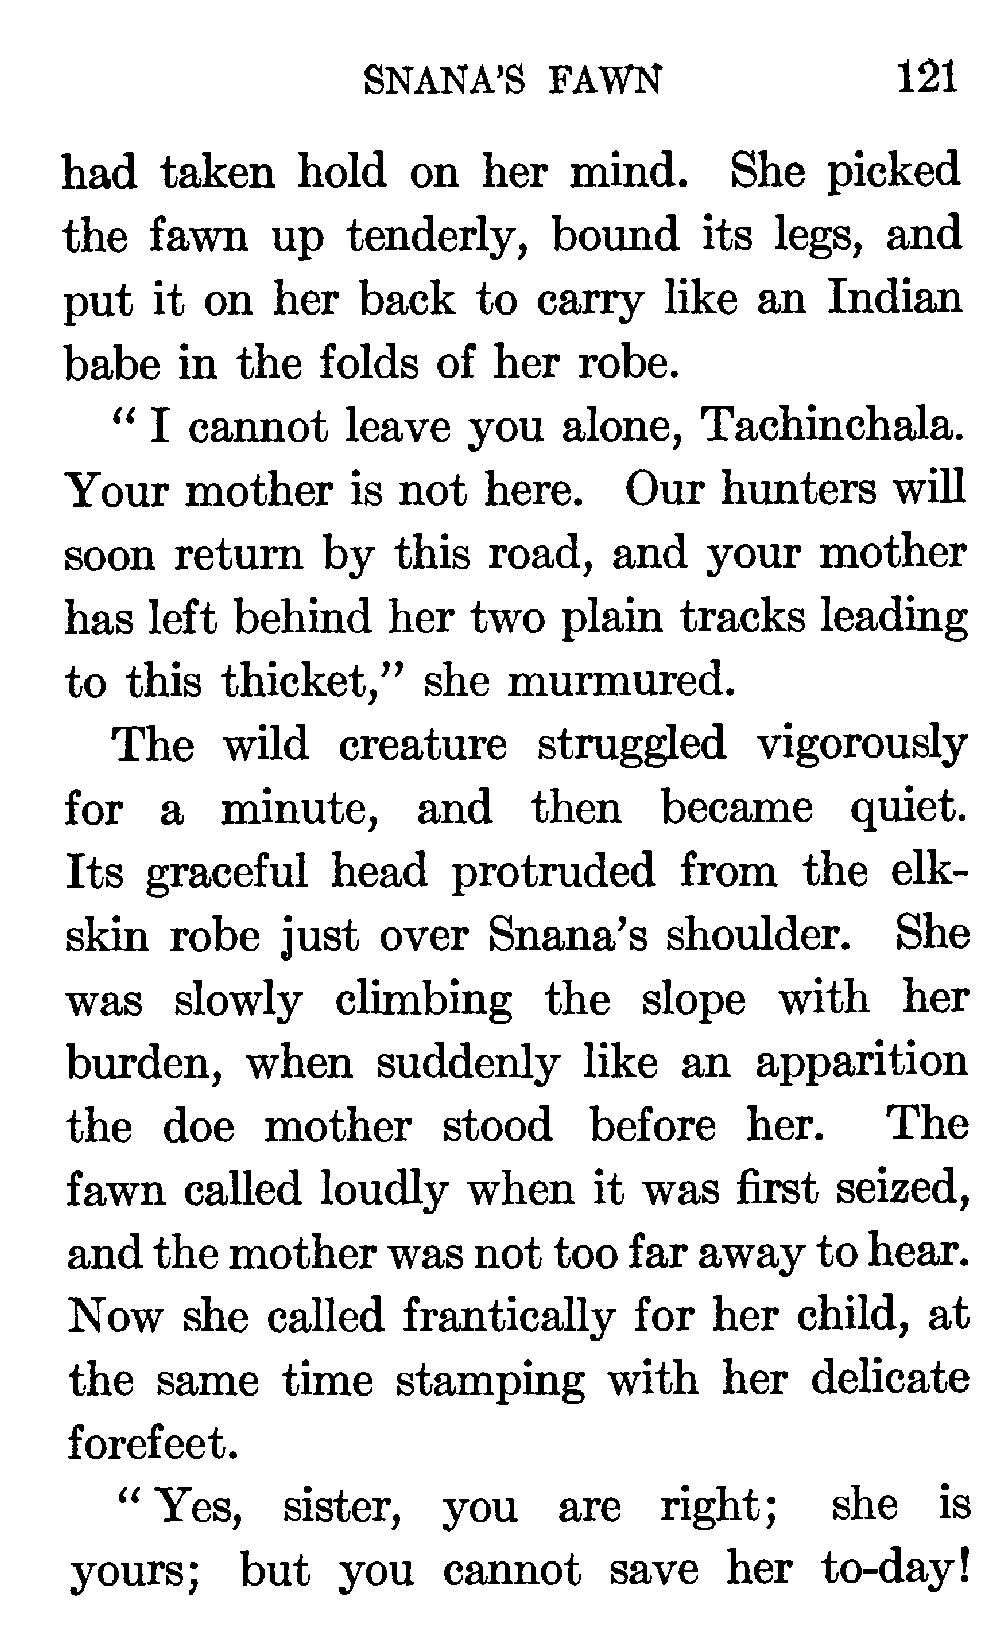 SNANA'S FAWN 121
had taken hold on her mind. She picked
the fawn up tenderly, bound its legs, and
put it on her back to carry like an Indian
babe in the folds of her robe.
“ I cannot leave you alone, Tachinchala.
Your mother is not here. Our hunters will
soon return by this road, and your mother
has left behind her two plain tracks leading
to this thicket,” she murmured.
The wild creature struggled vigorously
for a minute, and then became quiet.
Its graceful head protruded from the elk-
skin robe just over Snana's shoulder. She
was slowly climbing the slope with her
burden, when suddenly like an apparition
the doe mother stood before her. The
fawn called loudly when it was first seized,
and the mother was not too far away to hear.
Now she called frantically for her child, at
the same time stamping with her delicate
forefeet.
“ Yes, sister, you are right; she is
yours; but you cannot save her to-day!